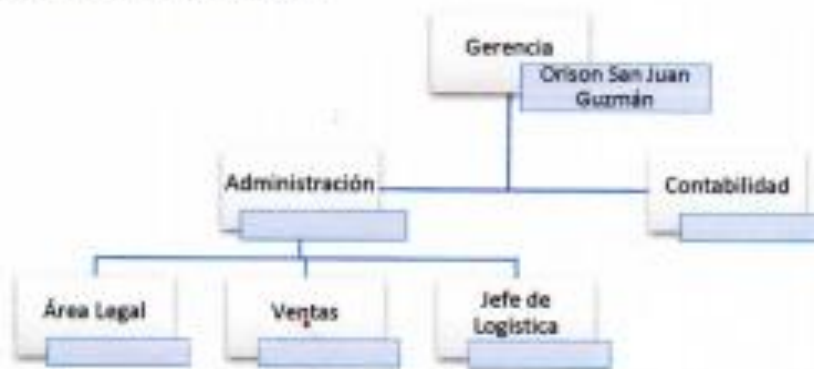 Gerencia
Orison San Juan
Guzmán
Administración
Contabilidad
Área Legal
Ventas
Jefe de
Logística